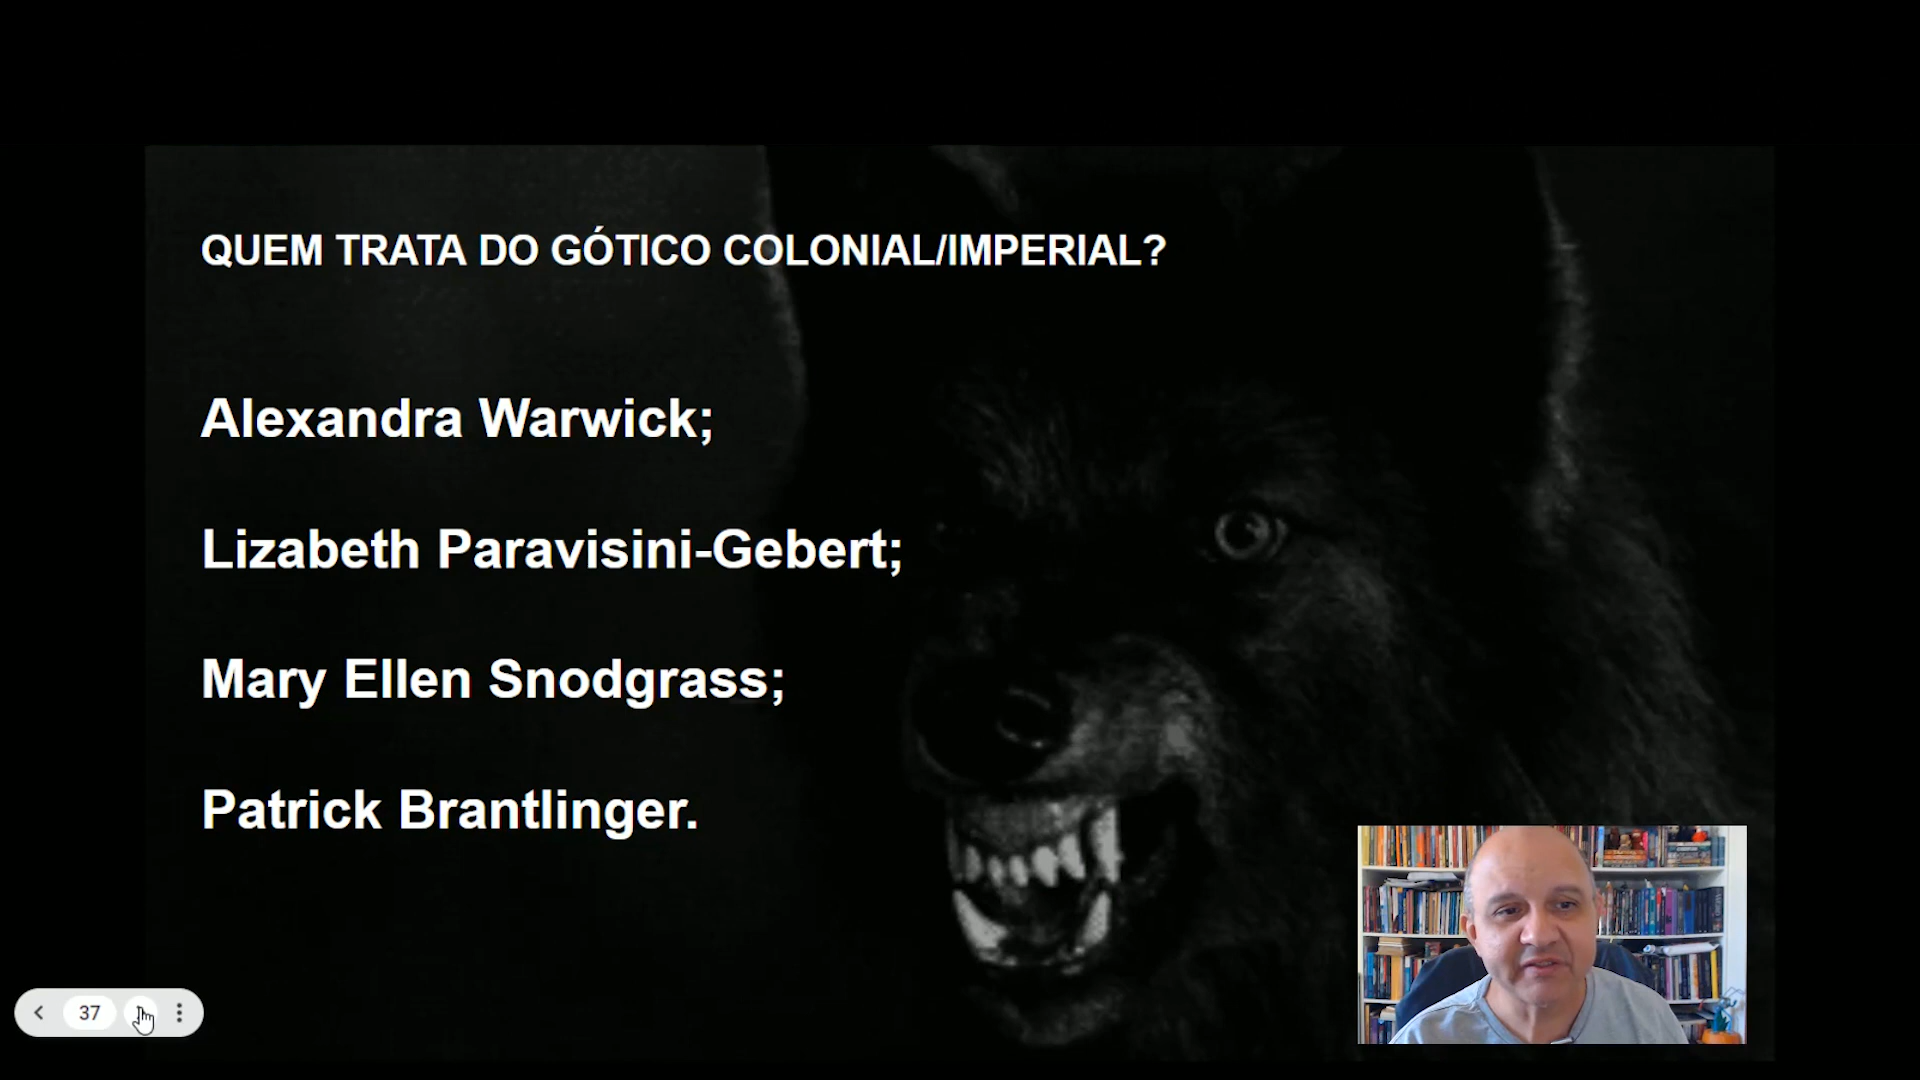 QUEM TRATA DO GÓTICO COLONIAL/IMPERIAL?
Alexandra Warwick;
Lizabeth Paravisini-Gebert;
Mary Ellen Snodgrass;
Patrick Brantlinger.
37